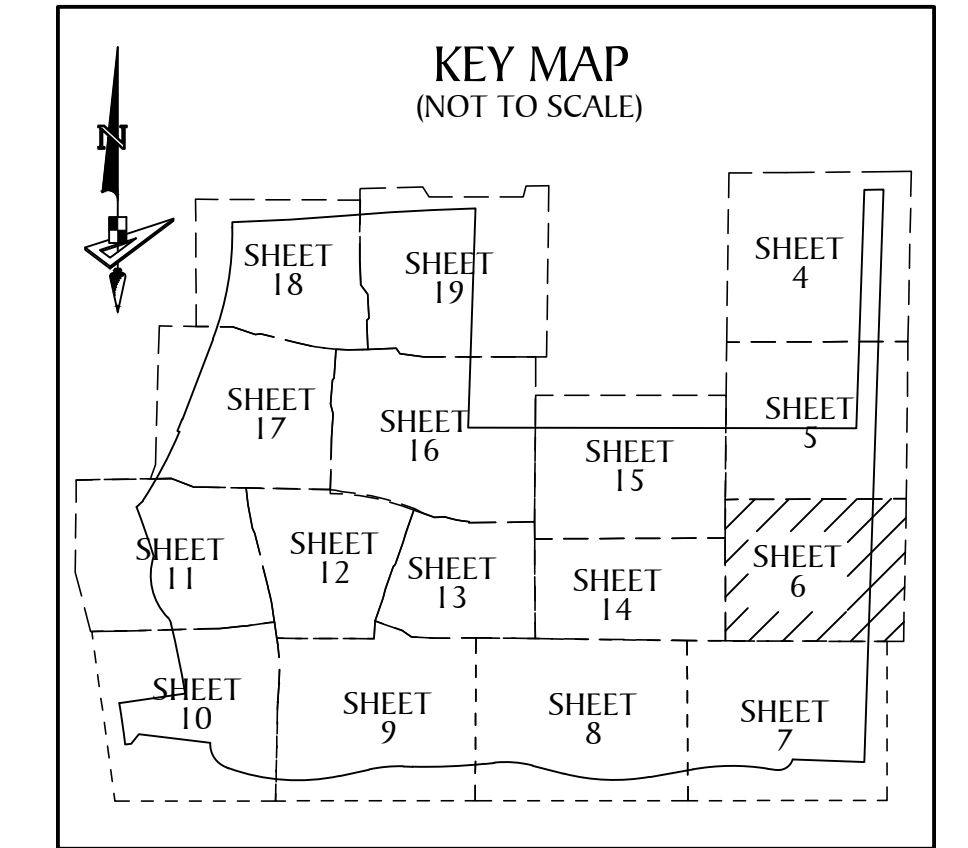 KEY MAP
(NOT TO SCALE)
N
SHEET
18
SHEET
19
SHEET
4
SHEET
17
SHEET
16
SHEET
15
SHEET
5
SHEET
11
SHEET
12
SHEET
13
SHEET
14
SHEET
6
SHEET
10
SHEET
9
SHEET
8
SHEET
7